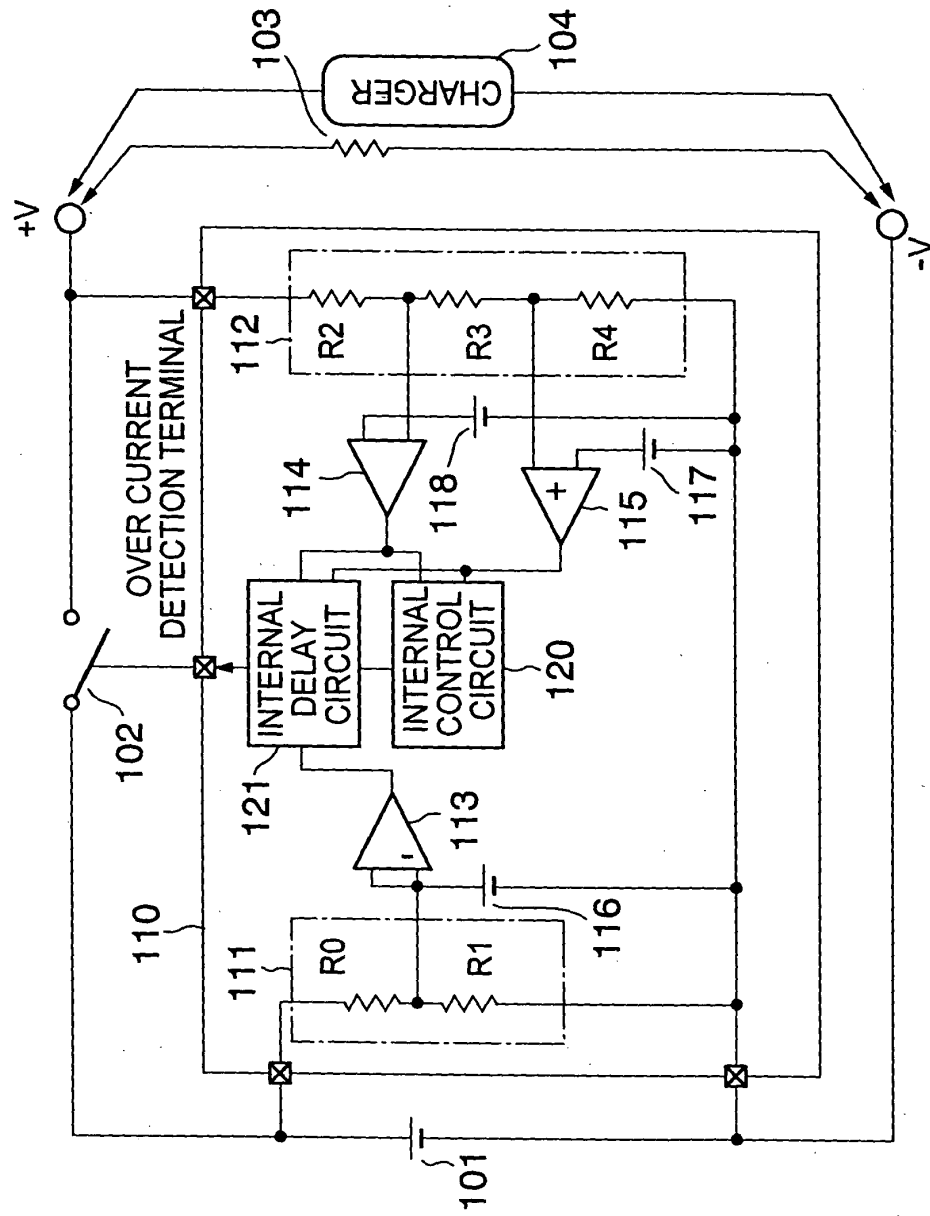 +V
103
CHARGER
104
-V
OVER CURRENT
DETECTION TERMINAL
112
R2
R3
R4
114
118
115
117
+
102
110
121
INTERNAL
DELAY
CIRCUIT
INTERNAL
CONTROL
CIRCUIT
120
113
-
111
R0
R1
116
101